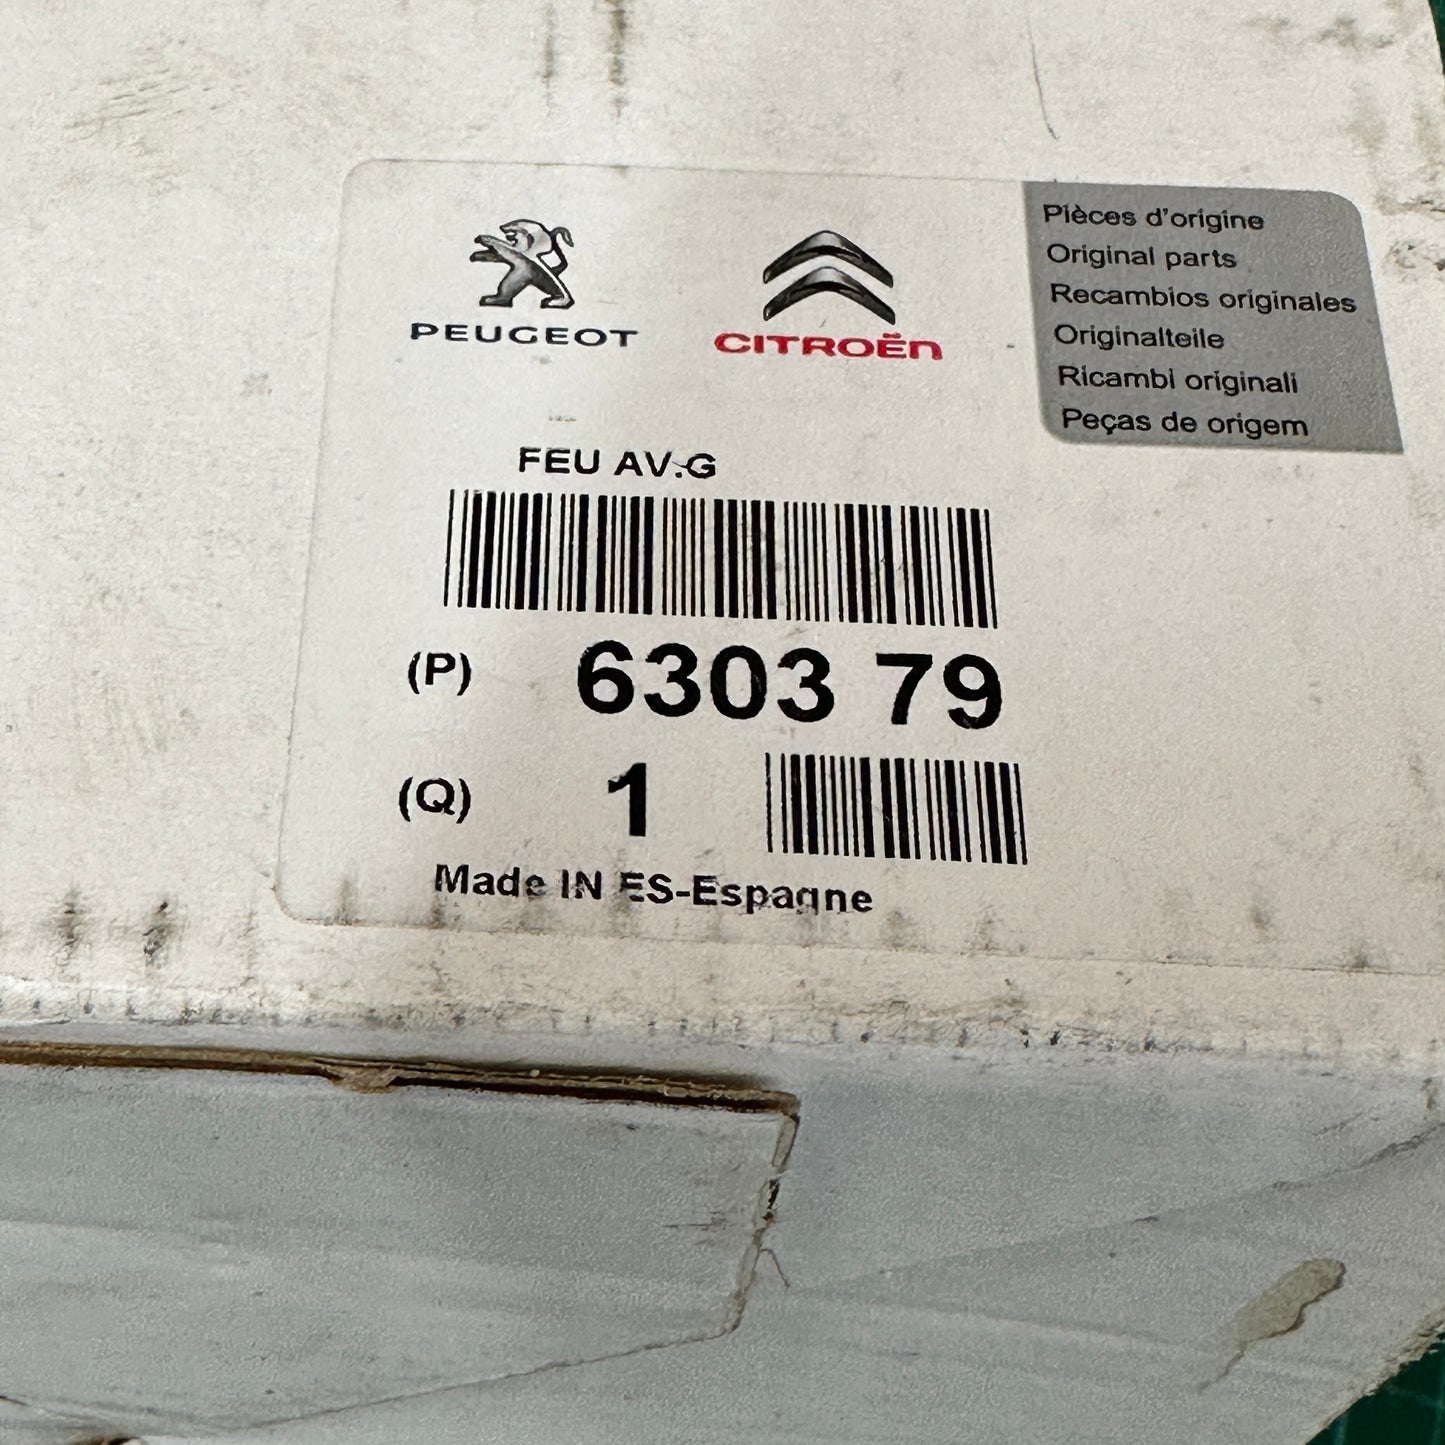 PEUGEOT
CITROËN
Pièces d'origine
Original parts
Recambios originales
Originalteile
Ricambi originali
Peças de origem
FEU AV.G
(P) 6303 79
(Q) 1
Made IN ES-Espagne